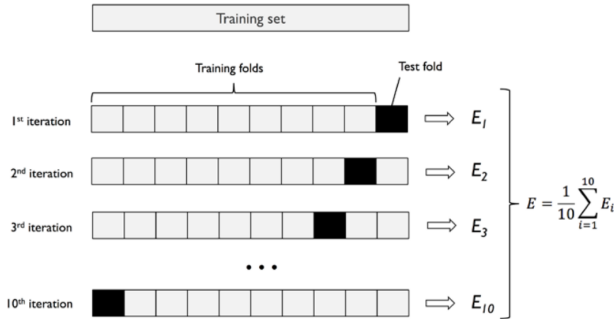 Training set
Training folds
Test fold
1st iteration
E1
2nd iteration
E2
3rd iteration
E3
...
10th iteration
E10
E = 1/10 ∑ i=1 10 Ei